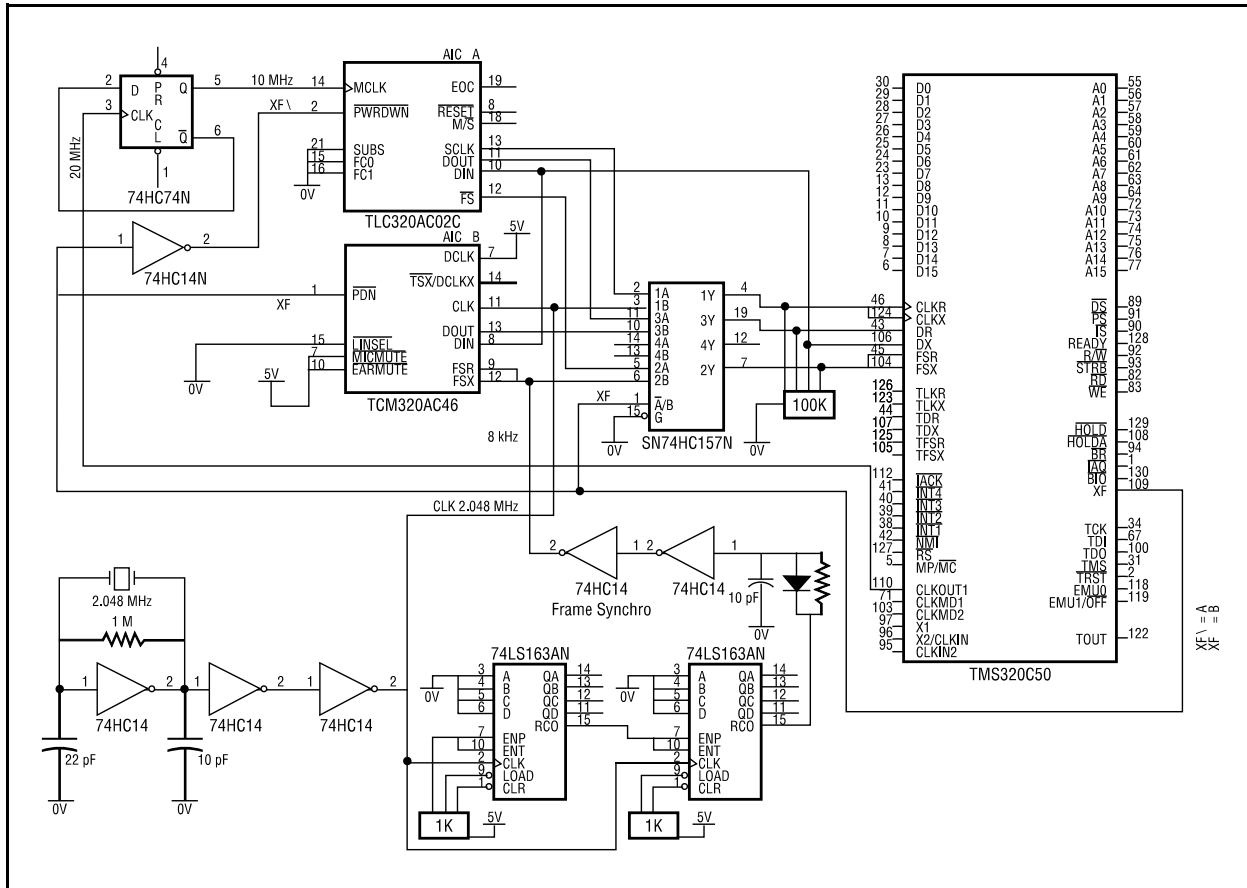 4
2
D
P
R
Q
5
10 MHz
3
CLK
C
L
Q
6
20 MHz
1
74HC74N
XF \
1
2
74HC14N
AIC A
14
MCLK
EOC
19
2
PWRDWN
RESET
8
M/S
18
21
SUBS
15
FC0
16
FC1
0V
SCLK
13
DOUT
11
DIN
10
FS
12
TLC320AC02C
AIC B
5V
DCLK
7
TSX/DCLKX
14
1
PDN
XF
CLK
11
15
LINSEL
7
MICMUTE
10
EARMUTE
0V
5V
DOUT
13
DIN
8
FSR
9
FSX
12
TCM320AC46
2
1A
1Y
4
3
1B
11
3A
3Y
19
10
3B
14
4A
4Y
12
13
4B
5
2A
2Y
7
6
2B
XF
1
A/B
15
G
0V
SN74HC157N
0V
100K
8 kHz
CLK 2.048 MHz
30
D0
29
D1
28
D2
27
D3
26
D4
25
D5
24
D6
23
D7
13
D8
12
D9
11
D10
10
D11
9
D12
8
D13
7
D14
6
D15
46
CLKR
124
CLKX
43
DR
106
DX
45
FSR
104
FSX
126
TLKR
123
TLKX
44
TDR
107
TDX
125
TFSR
105
TFSX
112
IACK
41
INT4
40
INT3
39
INT2
38
INT1
42
NMI
127
RS
5
MP/MC
110
CLKOUT1
71
CLKMD1
103
CLKMD2
97
X1
96
X2/CLKIN
95
CLKIN2
A0
55
A1
56
A2
57
A3
58
A4
59
A5
60
A6
61
A7
62
A8
63
A9
64
A10
72
A11
73
A12
74
A13
75
A14
76
A15
77
DS
89
PS
91
IS
90
READY
128
R/W
92
STRB
93
RD
82
WE
83
HOLD
129
HOLDA
108
BR
94
IAQ
1
BIO
130
XF
109
TCK
34
TDI
67
TDO
100
TMS
31
TRST
2
EMU0
118
EMU1/OFF
119
TOUT
122
TMS320C50
XF \ = A
XF = B
2
1
2
1
74HC14
74HC14
Frame Synchro
10 pF
0V
2.048 MHz
1 M
1
2
1
2
1
2
74HC14
74HC14
74HC14
22 pF
10 pF
0V
0V
74LS163AN
0V
3
A
QA
14
4
B
QB
13
5
C
QC
12
6
D
QD
11
RCO
15
7
ENP
10
ENT
2
CLK
9
LOAD
1
CLR
1K
5V
74LS163AN
0V
3
A
QA
14
4
B
QB
13
5
C
QC
12
6
D
QD
11
RCO
15
7
ENP
10
ENT
2
CLK
9
LOAD
1
CLR
1K
5V